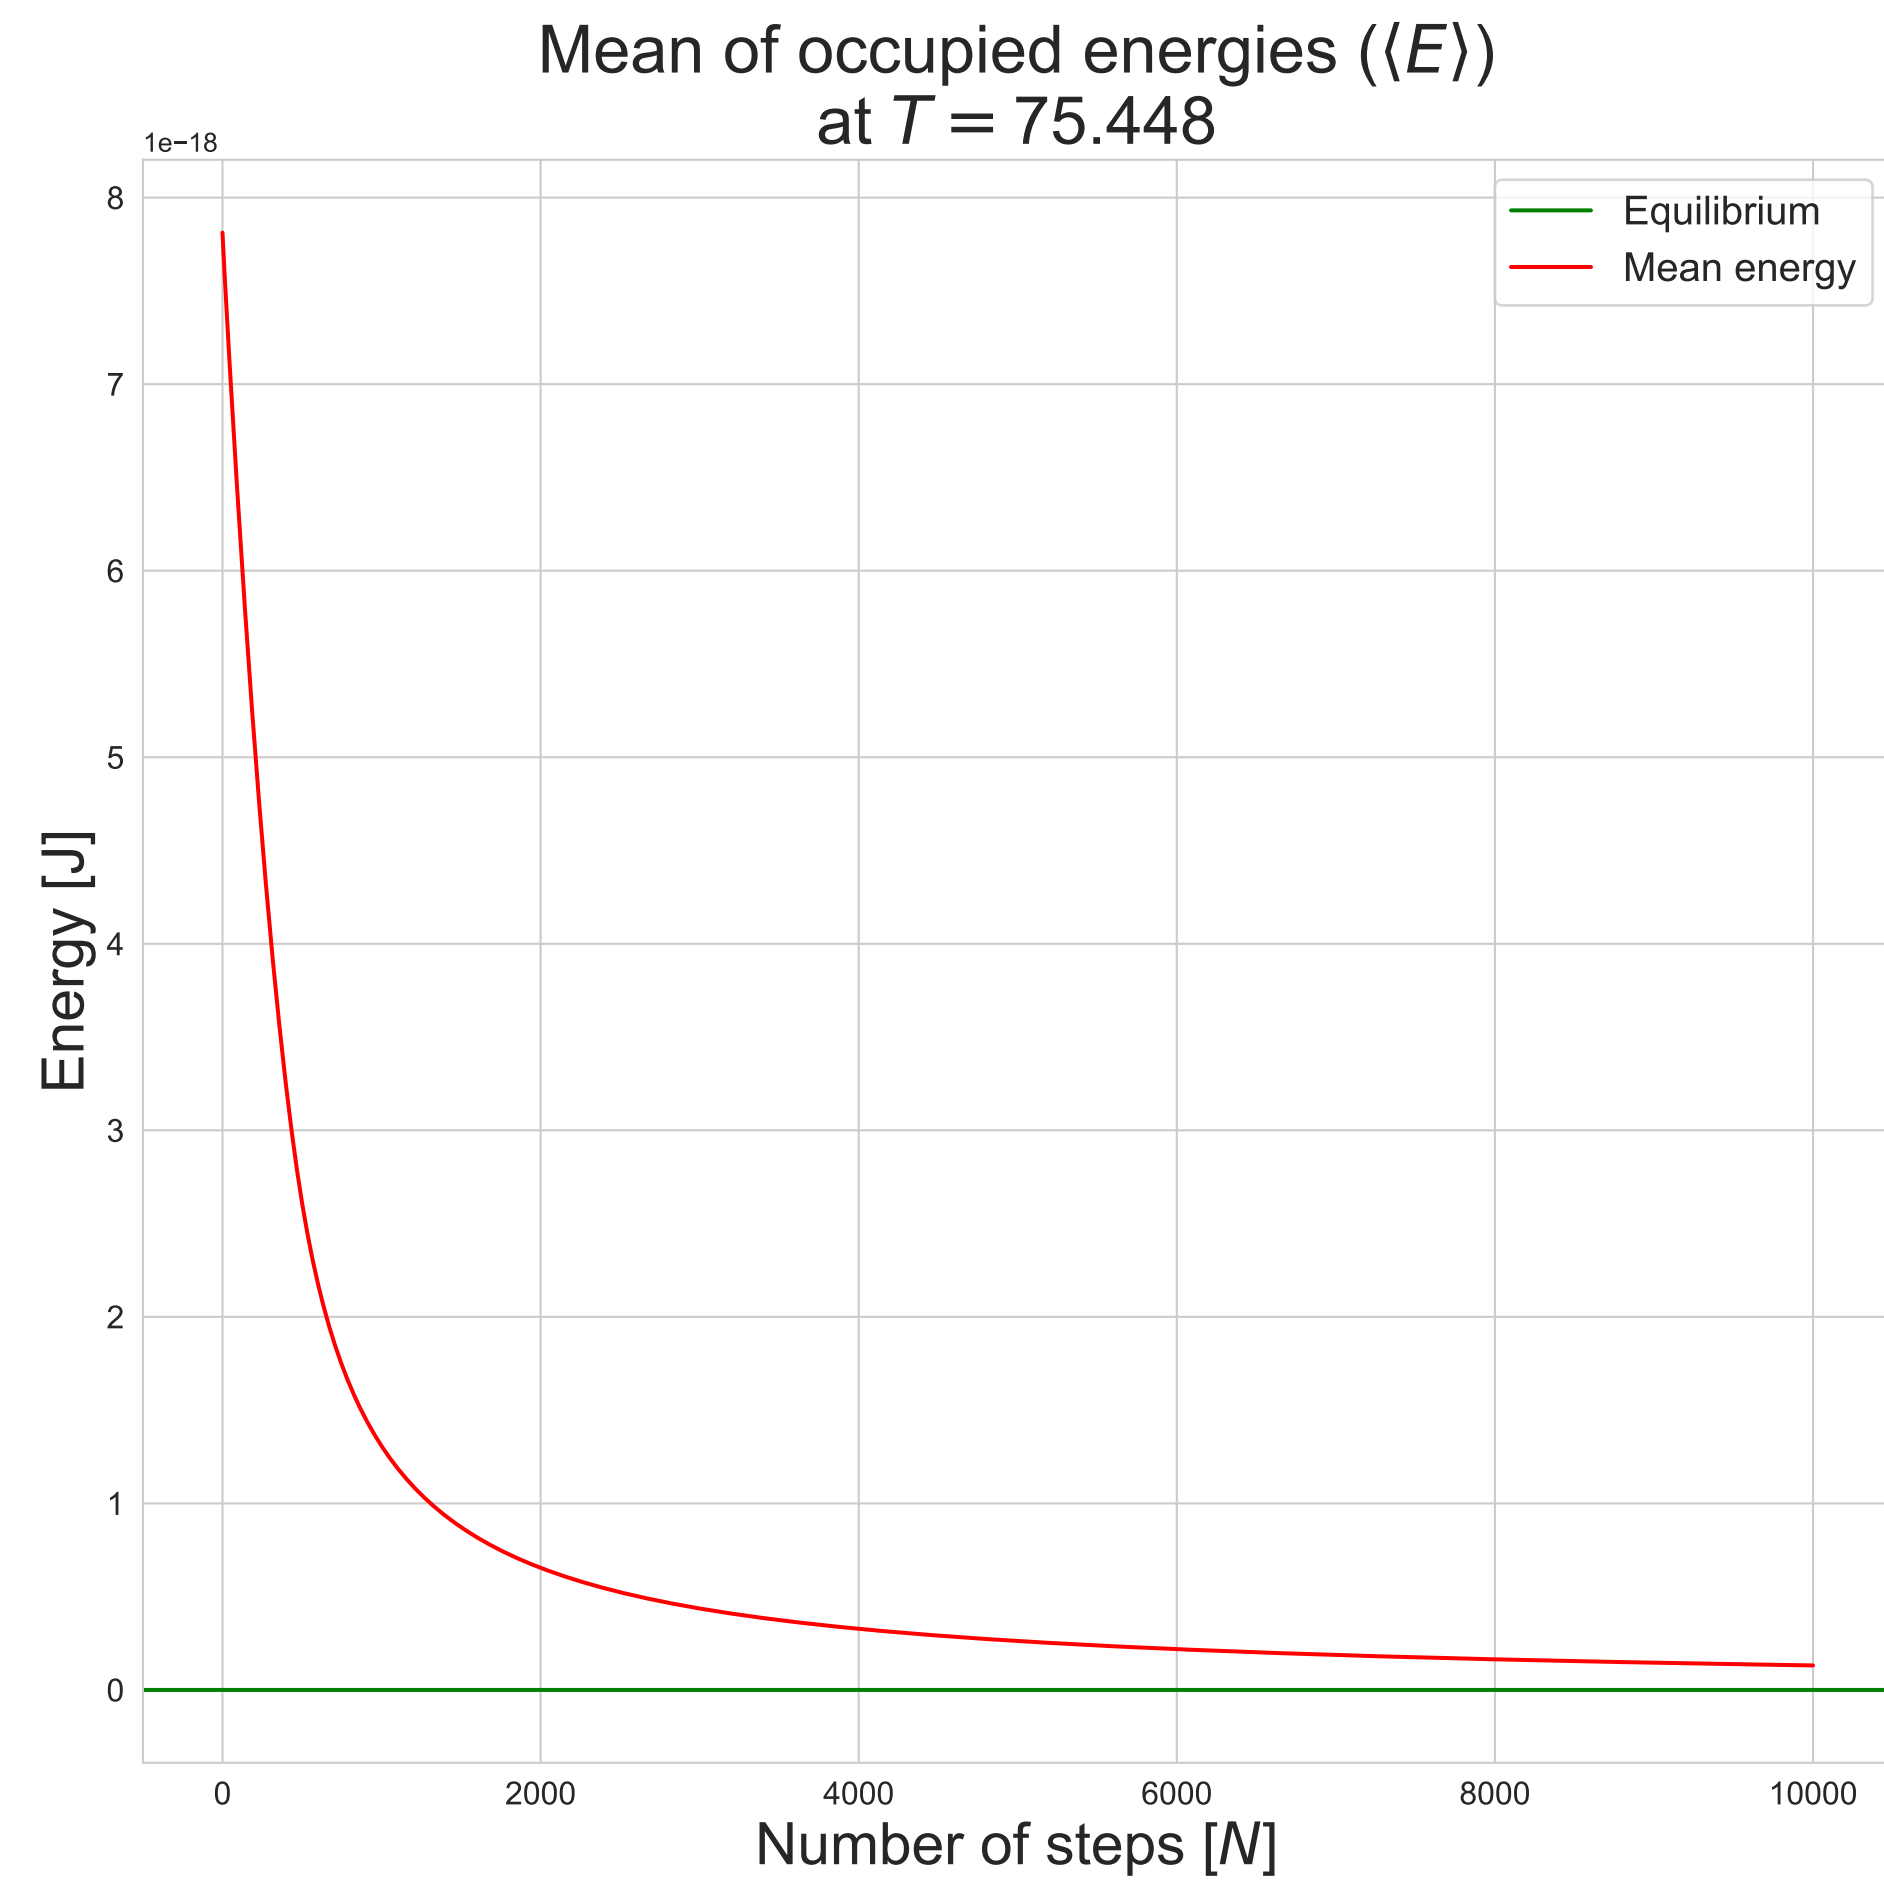 Mean of occupied energies (⟨E⟩)
at T = 75.448
1e−18
8
7
6
5
4
3
2
1
0
Energy [J]
Equilibrium
Mean energy
0 2000 4000 6000 8000 10000
Number of steps [N]